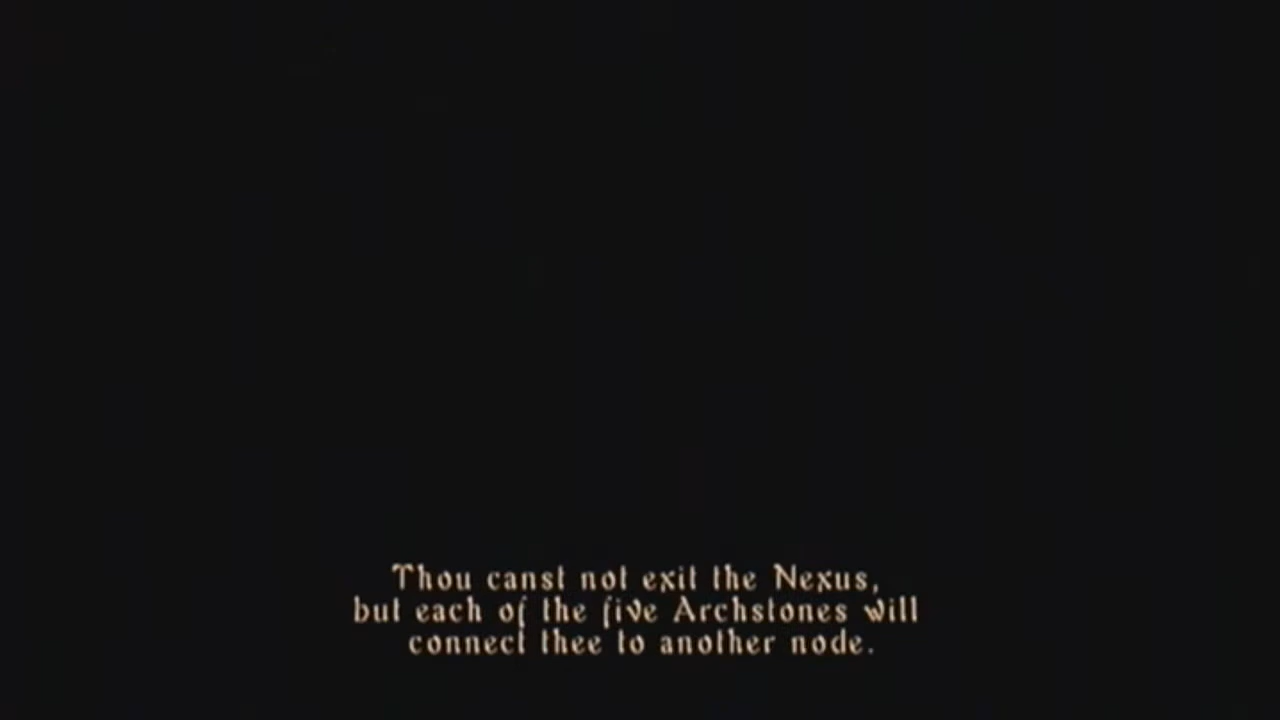 Thou canst not exit the Nexus,
but each of the five Archstones will
connect thee to another node.